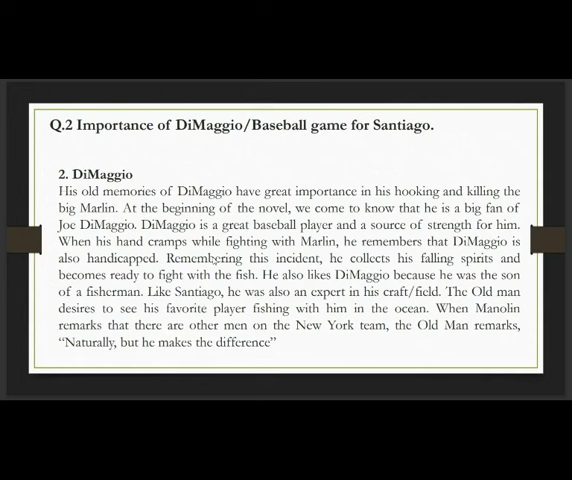 Q.2 Importance of DiMaggio/Baseball game for Santiago.
2. DiMaggio
His old memories of DiMaggio have great importance in his hooking and killing the
big Marlin. At the beginning of the novel, we come to know that he is a big fan of
Joe DiMaggio. DiMaggio is a great baseball player and a source of strength for him.
When his hand cramps while fighting with Marlin, he remembers that DiMaggio is
also handicapped. Remembering this incident, he collects his falling spirits and
becomes ready to fight with the fish. He also likes DiMaggio because he was the son
of a fisherman. Like Santiago, he was also an expert in his craft/field. The Old man
desires to see his favorite player fishing with him in the ocean. When Manolin
remarks that there are other men on the New York team, the Old Man remarks,
“Naturally, but he makes the difference”